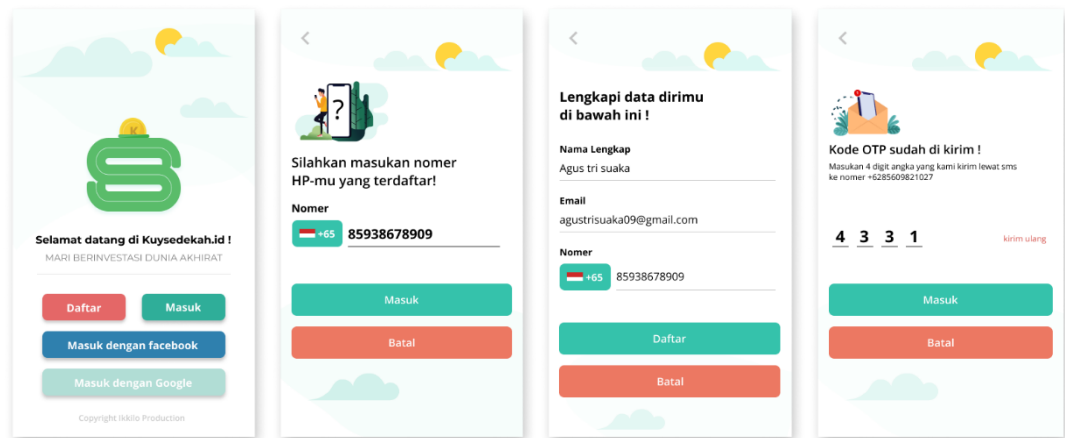 K
Selamat datang di Kuysedekah.id !
MARI BERINVESTASI DUNIA AKHIRAT
Daftar
Masuk
Masuk dengan facebook
Masuk dengan Google
Copyright Ikkilo Production
?
Silahkan masukan nomer
HP-mu yang terdaftar!
Nomer
+65 85938678909
Masuk
Batal
Lengkapi data dirimu
di bawah ini !
Nama Lengkap
Agus tri suaka
Email
agustrisuaka09@gmail.com
Nomer
+65 85938678909
Daftar
Batal
Kode OTP sudah di kirim !
Masukan 4 digit angka yang kami kirim lewat sms
ke nomer +6285609821027
4 3 3 1
kirim ulang
Masuk
Batal